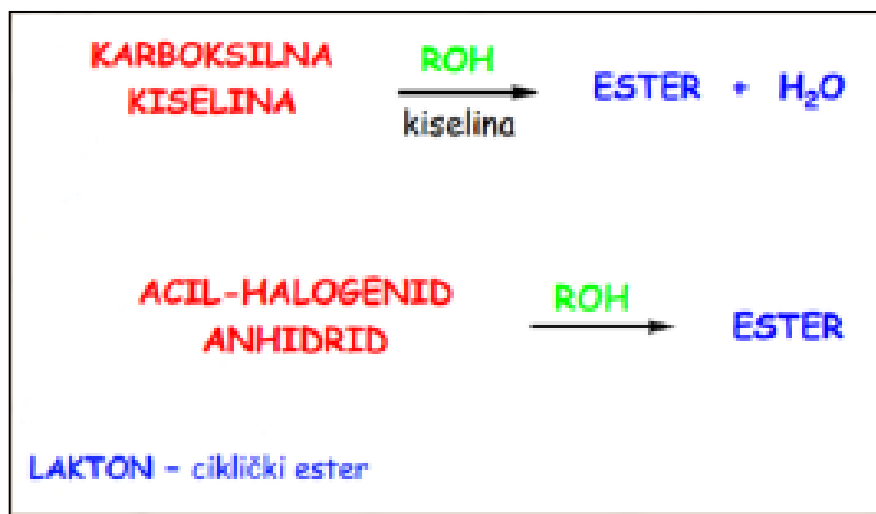 KARBOKSILNA
KISELINA
ROH
kiselina
ESTER + H₂O
ACIL-HALOGENID
ANHIDRID
ROH
ESTER
LAKTON – ciklički ester